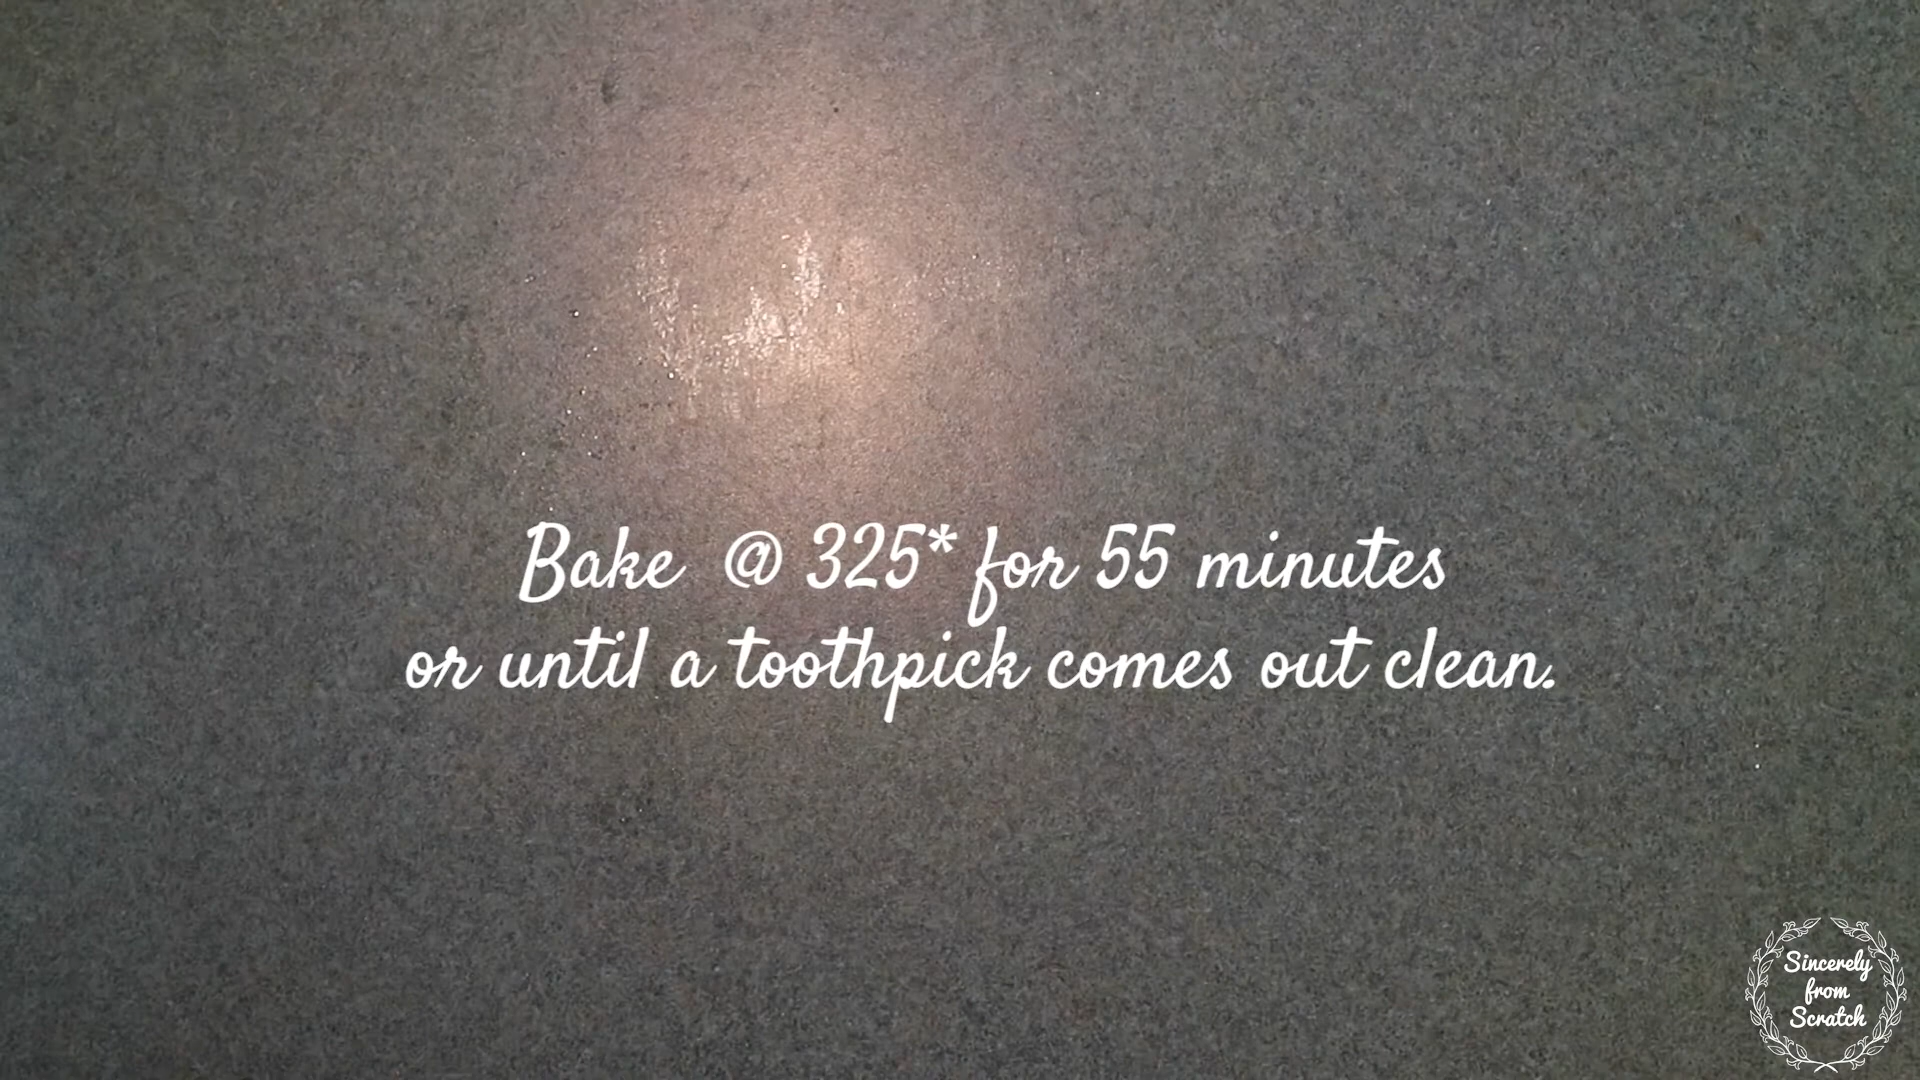 Bake @ 325* for 55 minutes
or until a toothpick comes out clean.
Sincerely
from
Scratch